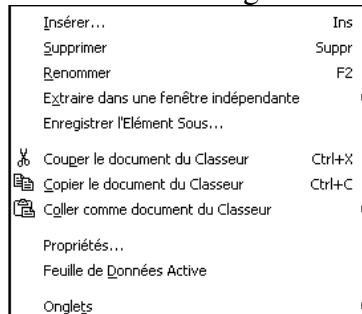 Insérer... Ins
Supprimer Suppr
Renommer F2
Extraire dans une fenêtre indépendante
Enregistrer l'Elément Sous...
Couper le document du Classeur Ctrl+X
Copier le document du Classeur Ctrl+C
Coller comme document du Classeur
Propriétés...
Feuille de Données Active
Onglets